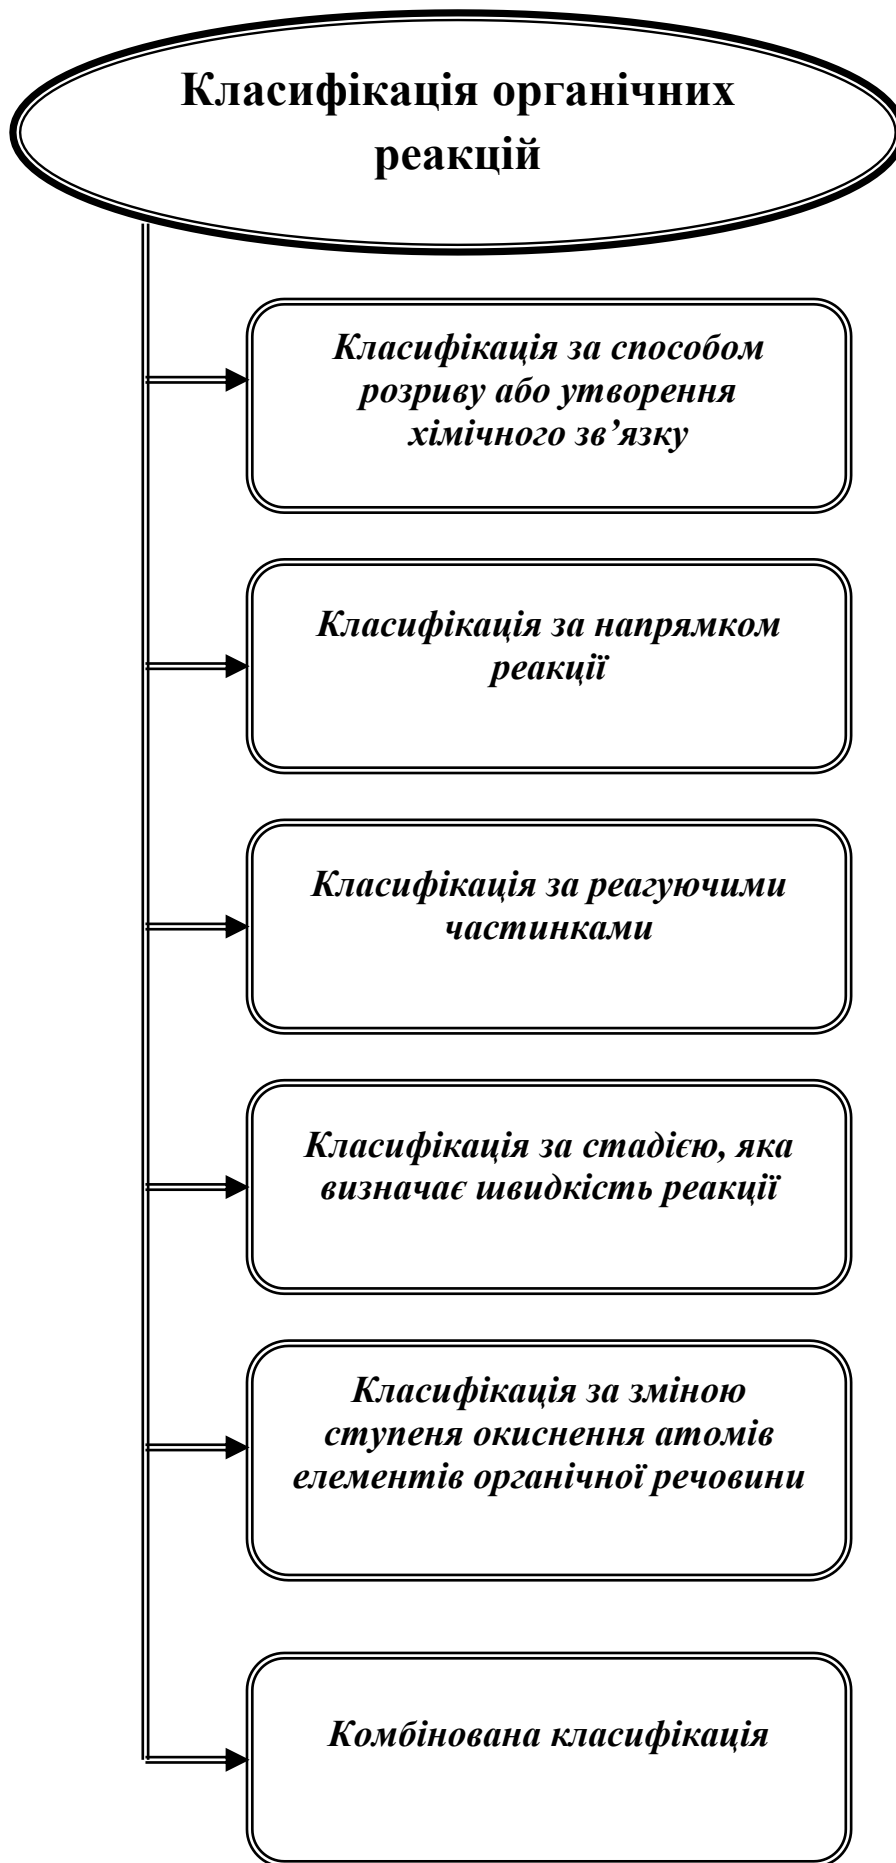 Класифікація органічних
реакцій
Класифікація за способом
розриву або утворення
хімічного зв’язку
Класифікація за напрямком
реакції
Класифікація за реагуючими
частинками
Класифікація за стадією, яка
визначає швидкість реакції
Класифікація за зміною
ступеня окиснення атомів
елементів органічної речовини
Комбінована класифікація